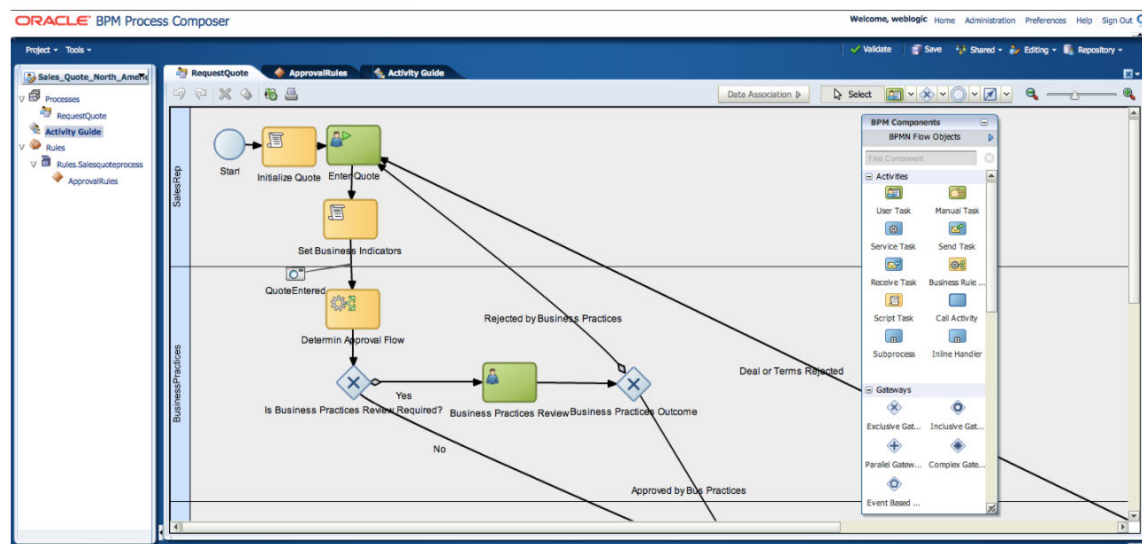 ORACLE BPM Process Composer
Welcome, weblogic Home Administration Preferences Help Sign Out
Project Tools
Validate Save Shared Editing Repository
Sales_Quote_North_Americ
Processes
RequestQuote
Activity Guide
Rules
Rules.Salesquoteprocess
ApprovalRules
RequestQuote ApprovalRules Activity Guide
Data Association Select
SalesRep
Start
Initialize Quote
Enter Quote
Set Business Indicators
QuoteEntered
BusinessPractices
Determin Approval Flow
Rejected by Business Practices
Deal or Terms Rejected
Yes
Is Business Practices Review Required?
Business Practices Review
Business Practices Outcome
No
Approved by Bus Practices
BPM Components
BPMN Flow Objects
Find Component
Activities
User Task Manual Task
Service Task Send Task
Receive Task Business Rule ...
Script Task Call Activity
Subprocess Inline Handler
Gateways
Exclusive Gat... Inclusive Gat...
Parallel Gatew... Complex Gate...
Event Based ...